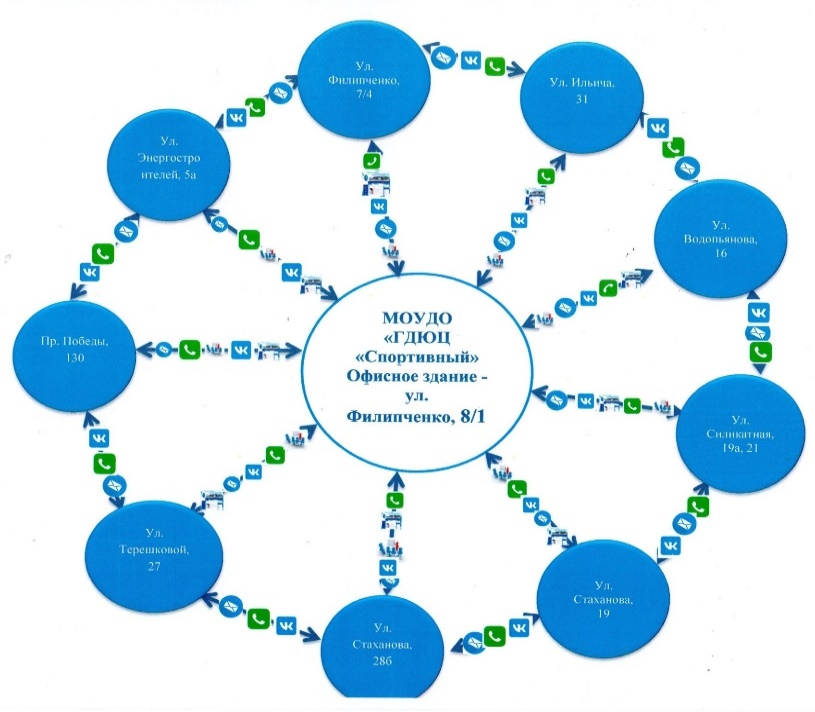 Ул.
Филипченко,
7/4
Ул. Ильича,
31
Ул.
Энергостро
ителей, 5а
Ул.
Водопьянова,
16
Пр. Победы,
130
МОУДО
«ГДЮЦ
«Спортивный»
Офисное здание -
ул.
Филипченко, 8/1
Ул.
Силикатная,
19а, 21
Ул.
Терешковой,
27
Ул.
Стаханова,
19
Ул.
Стаханова,
28б